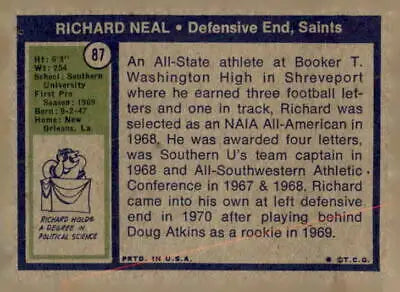 RICHARD NEAL • Defensive End, Saints
87
Ht: 6'3"
Wt: 254
School: Southern
University
First Pro
Season: 1969
Born: 9-2-47
Home: New
Orleans, La
An All-State athlete at Booker T.
Washington High in Shreveport
where he earned three football let-
ters and one in track, Richard was
selected as an NAIA All-American in
1968. He was awarded four letters,
was Southern U's team captain in
1968 and All-Southwestern Athletic
Conference in 1967 & 1968. Richard
came into his own at left defensive
end in 1970 after playing behind
Doug Atkins as a rookie in 1969.
RICHARD HOLDS
A DEGREE IN
POLITICAL SCIENCE
PRTD. IN U.S.A.
© T.C.G.